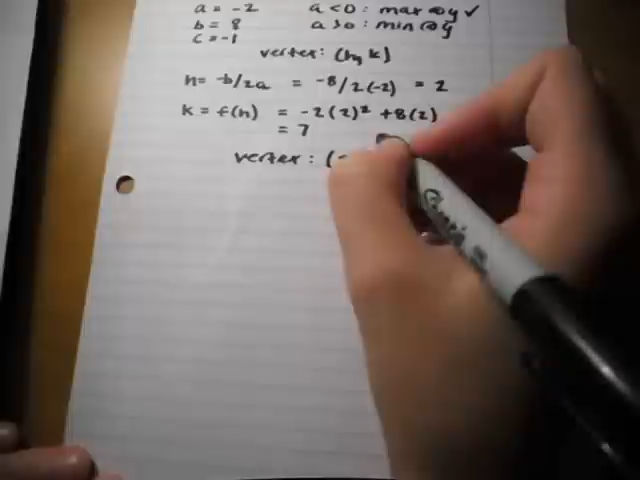 a = -2 a < 0 : max @ y ✓
b = 8 a > 0 : min @ y
c = -1
vertex: (h, k)
h = -b/2a = -8/2(-2) = 2
k = f(h) = -2(2)² + 8(2)
= 7
vertex: (